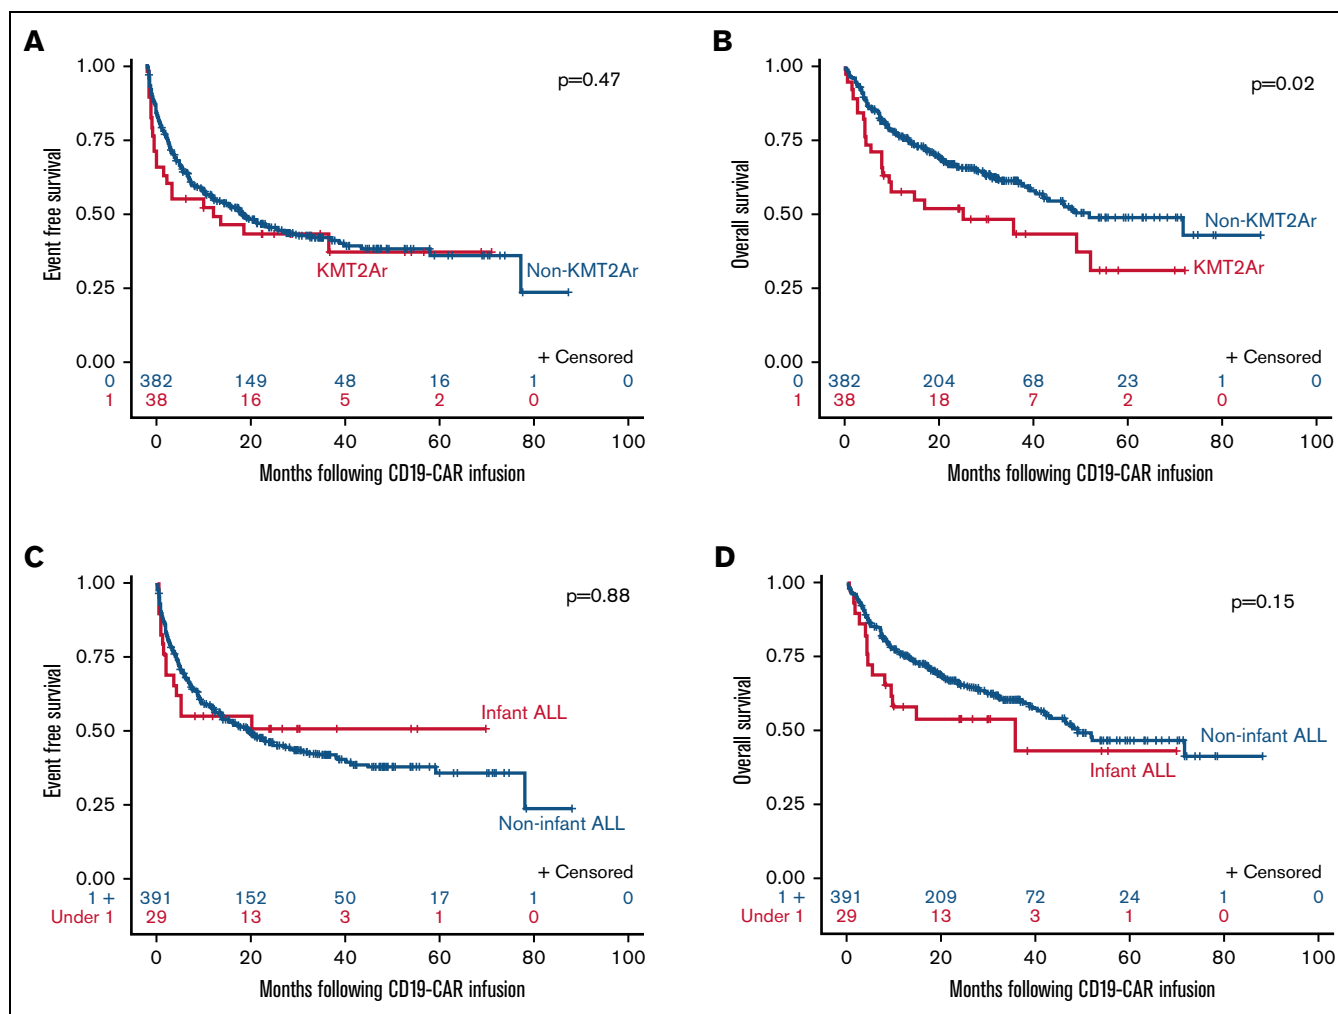 A
1.00
0.75
0.50
0.25
0.00
Event free survival
p=0.47
KMT2Ar
Non-KMT2Ar
+ Censored
0 382 149 48 16 1 0
1 38 16 5 2 0
0 20 40 60 80 100
Months following CD19-CAR infusion
B
1.00
0.75
0.50
0.25
0.00
Overall survival
p=0.02
Non-KMT2Ar
KMT2Ar
+ Censored
0 382 204 68 23 1 0
1 38 18 7 2 0
0 20 40 60 80 100
Months following CD19-CAR infusion
C
1.00
0.75
0.50
0.25
0.00
Event free survival
p=0.88
Infant ALL
Non-infant ALL
+ Censored
1 + 391 152 50 17 1 0
Under 1 29 13 3 1 0
0 20 40 60 80 100
Months following CD19-CAR infusion
D
1.00
0.75
0.50
0.25
0.00
Overall survival
p=0.15
Non-infant ALL
Infant ALL
+ Censored
1 + 391 209 72 24 1 0
Under 1 29 13 3 1 0
0 20 40 60 80 100
Months following CD19-CAR infusion